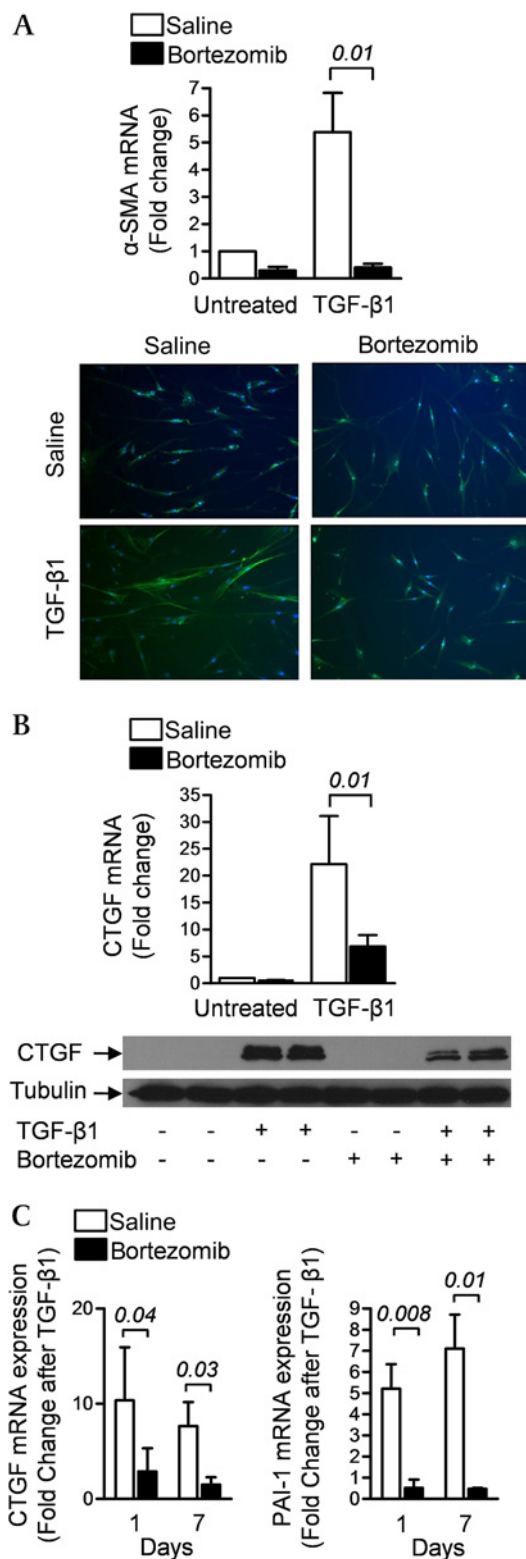 A
Saline
Bortezomib
0.01
α-SMA mRNA
(Fold change)
7
6
5
4
3
2
1
0
Untreated TGF-β1
Saline Bortezomib
Saline
TGF-β1
B
Saline
Bortezomib
0.01
CTGF mRNA
(Fold change)
35
30
25
20
15
10
5
0
Untreated TGF-β1
CTGF
Tubulin
TGF-β1 - - + + - - + +
Bortezomib - - - - + + + +
C
Saline
Bortezomib
CTGF mRNA expression
(Fold Change after TGF-β1)
20
10
0
0.04
0.03
1 7
Days
PAI-1 mRNA expression
(Fold Change after TGF- β1)
9
8
7
6
5
4
3
2
1
0
0.008
0.01
1 7
Days